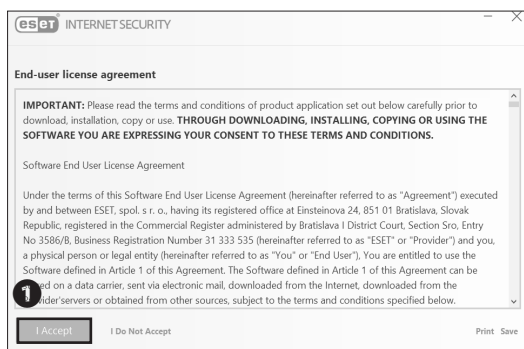 eset INTERNET SECURITY
End-user license agreement
IMPORTANT: Please read the terms and conditions of product application set out below carefully prior to
download, installation, copy or use. THROUGH DOWNLOADING, INSTALLING, COPYING OR USING THE
SOFTWARE YOU ARE EXPRESSING YOUR CONSENT TO THESE TERMS AND CONDITIONS.
Software End User License Agreement
Under the terms of this Software End User License Agreement (hereinafter referred to as "Agreement") executed
by and between ESET, spol. s r. o., having its registered office at Einsteinova 24, 851 01 Bratislava, Slovak
Republic, registered in the Commercial Register administered by Bratislava I District Court, Section Sro, Entry
No 3586/B, Business Registration Number 31 333 535 (hereinafter referred to as "ESET" or "Provider") and you,
a physical person or legal entity (hereinafter referred to as "You" or "End User"), You are entitled to use the
Software defined in Article 1 of this Agreement. The Software defined in Article 1 of this Agreement can be
on a data carrier, sent via electronic mail, downloaded from the Internet, downloaded from the
vider'servers or obtained from other sources, subject to the terms and conditions specified below.
1
I Accept I Do Not Accept Print Save